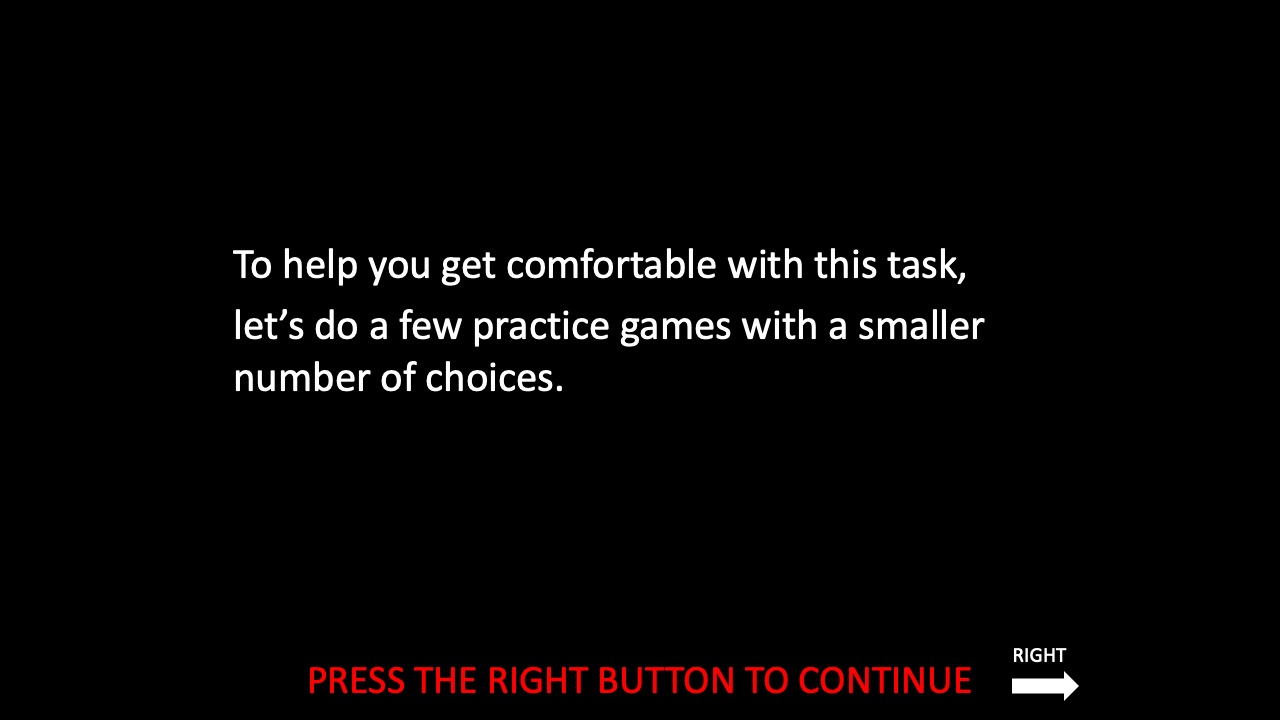 To help you get comfortable with this task,
let’s do a few practice games with a smaller
number of choices.
RIGHT
PRESS THE RIGHT BUTTON TO CONTINUE